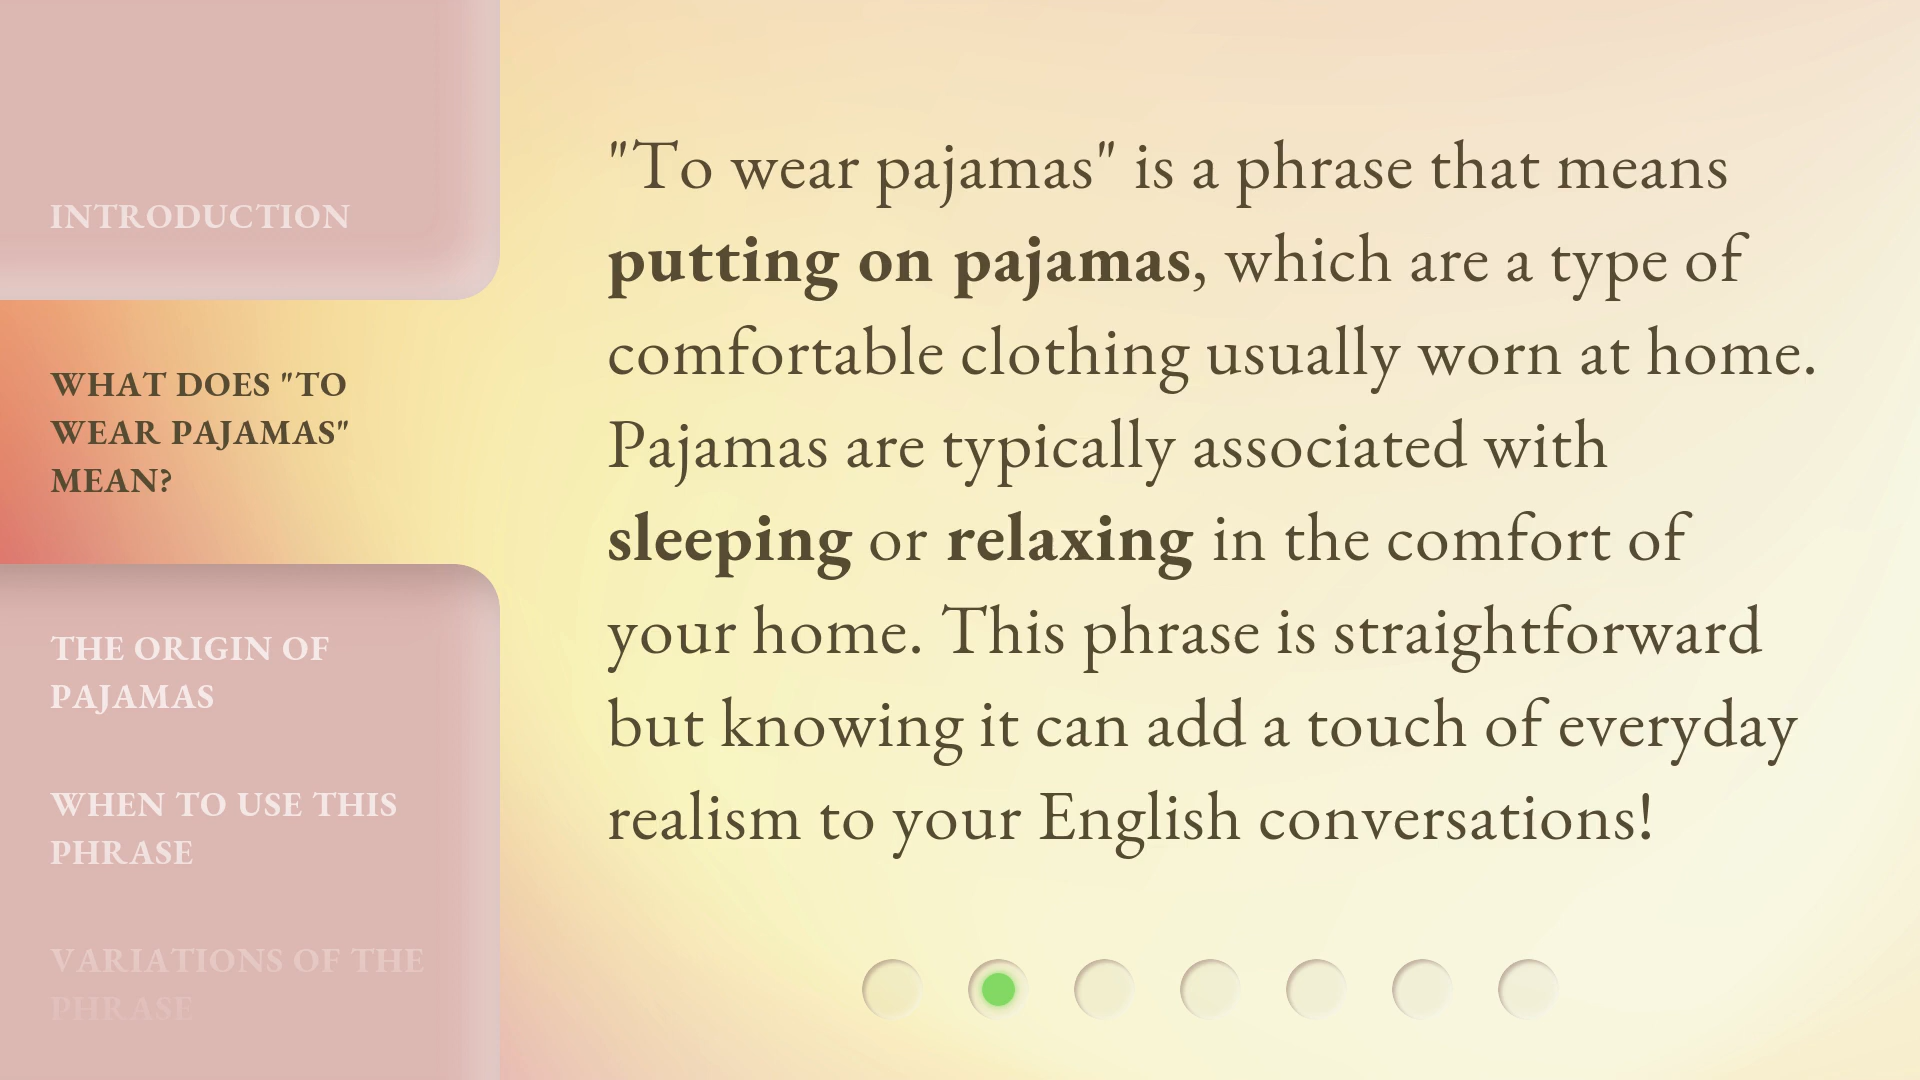 INTRODUCTION
WHAT DOES "TO
WEAR PAJAMAS"
MEAN?
THE ORIGIN OF
PAJAMAS
WHEN TO USE THIS
PHRASE
VARIATIONS OF THE
PHRASE
"To wear pajamas" is a phrase that means
putting on pajamas, which are a type of
comfortable clothing usually worn at home.
Pajamas are typically associated with
sleeping or relaxing in the comfort of
your home. This phrase is straightforward
but knowing it can add a touch of everyday
realism to your English conversations!